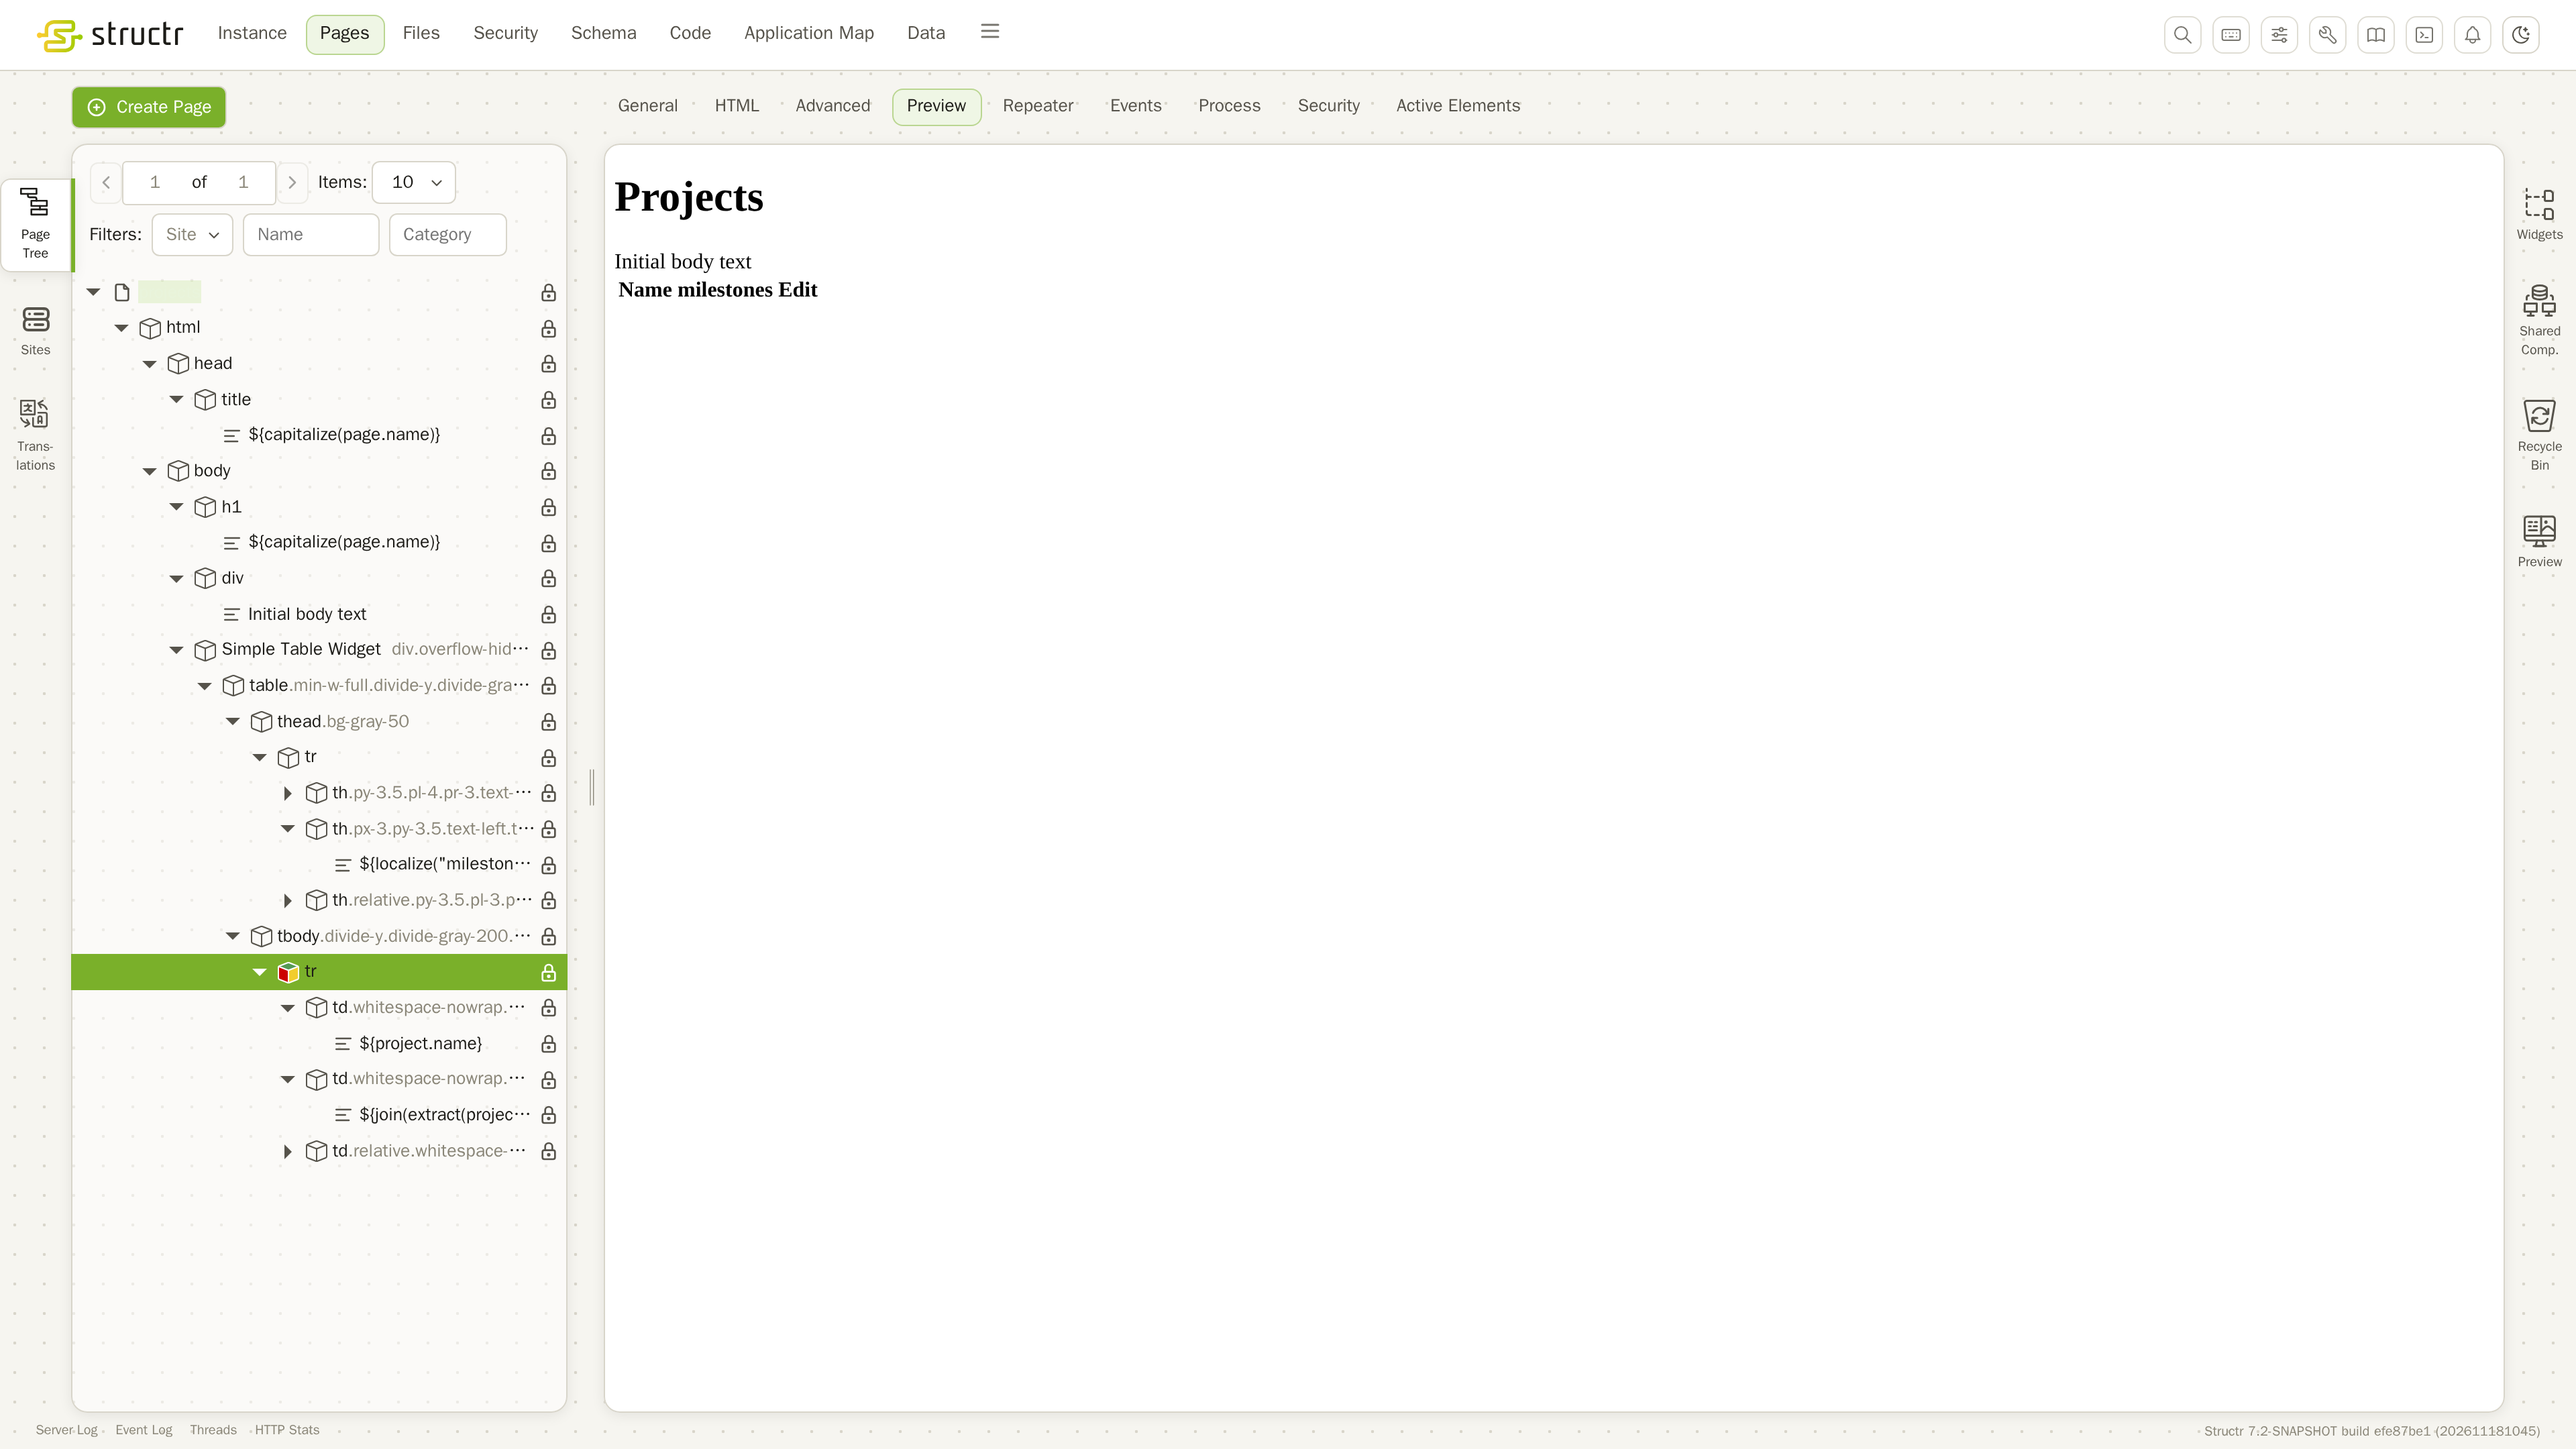 structr Instance Pages Files Security Schema Code Application Map Data
Create Page
General HTML Advanced Preview Repeater Events Process Security Active Elements
1 of 1 Items: 10
Filters: Site Name Category
Page
Tree
Sites
Trans-
lations
html
head
title
${capitalize(page.name)}
body
h1
${capitalize(page.name)}
div
Initial body text
Simple Table Widget div.overflow-hid···
table.min-w-full.divide-y.divide-gra···
thead.bg-gray-50
tr
th.py-3.5.pl-4.pr-3.text-···
th.px-3.py-3.5.text-left.t···
${localize("mileston···
th.relative.py-3.5.pl-3.p···
tbody.divide-y.divide-gray-200.···
tr
td.whitespace-nowrap.···
${project.name}
td.whitespace-nowrap.···
${join(extract(projec···
td.relative.whitespace-···
Projects
Initial body text
Name milestones Edit
Widgets
Shared
Comp.
Recycle
Bin
Preview
Server Log Event Log Threads HTTP Stats
Structr 7.2-SNAPSHOT build efe87be1 (202611181045)